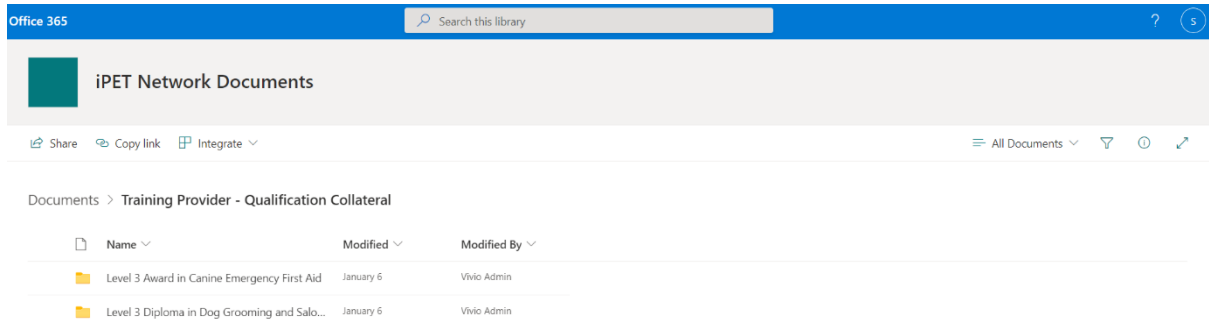 Office 365 Search this library ? S
iPET Network Documents
Share Copy link Integrate All Documents
Documents > Training Provider - Qualification Collateral
Name Modified Modified By
Level 3 Award in Canine Emergency First Aid January 6 Vivio Admin
Level 3 Diploma in Dog Grooming and Salo... January 6 Vivio Admin